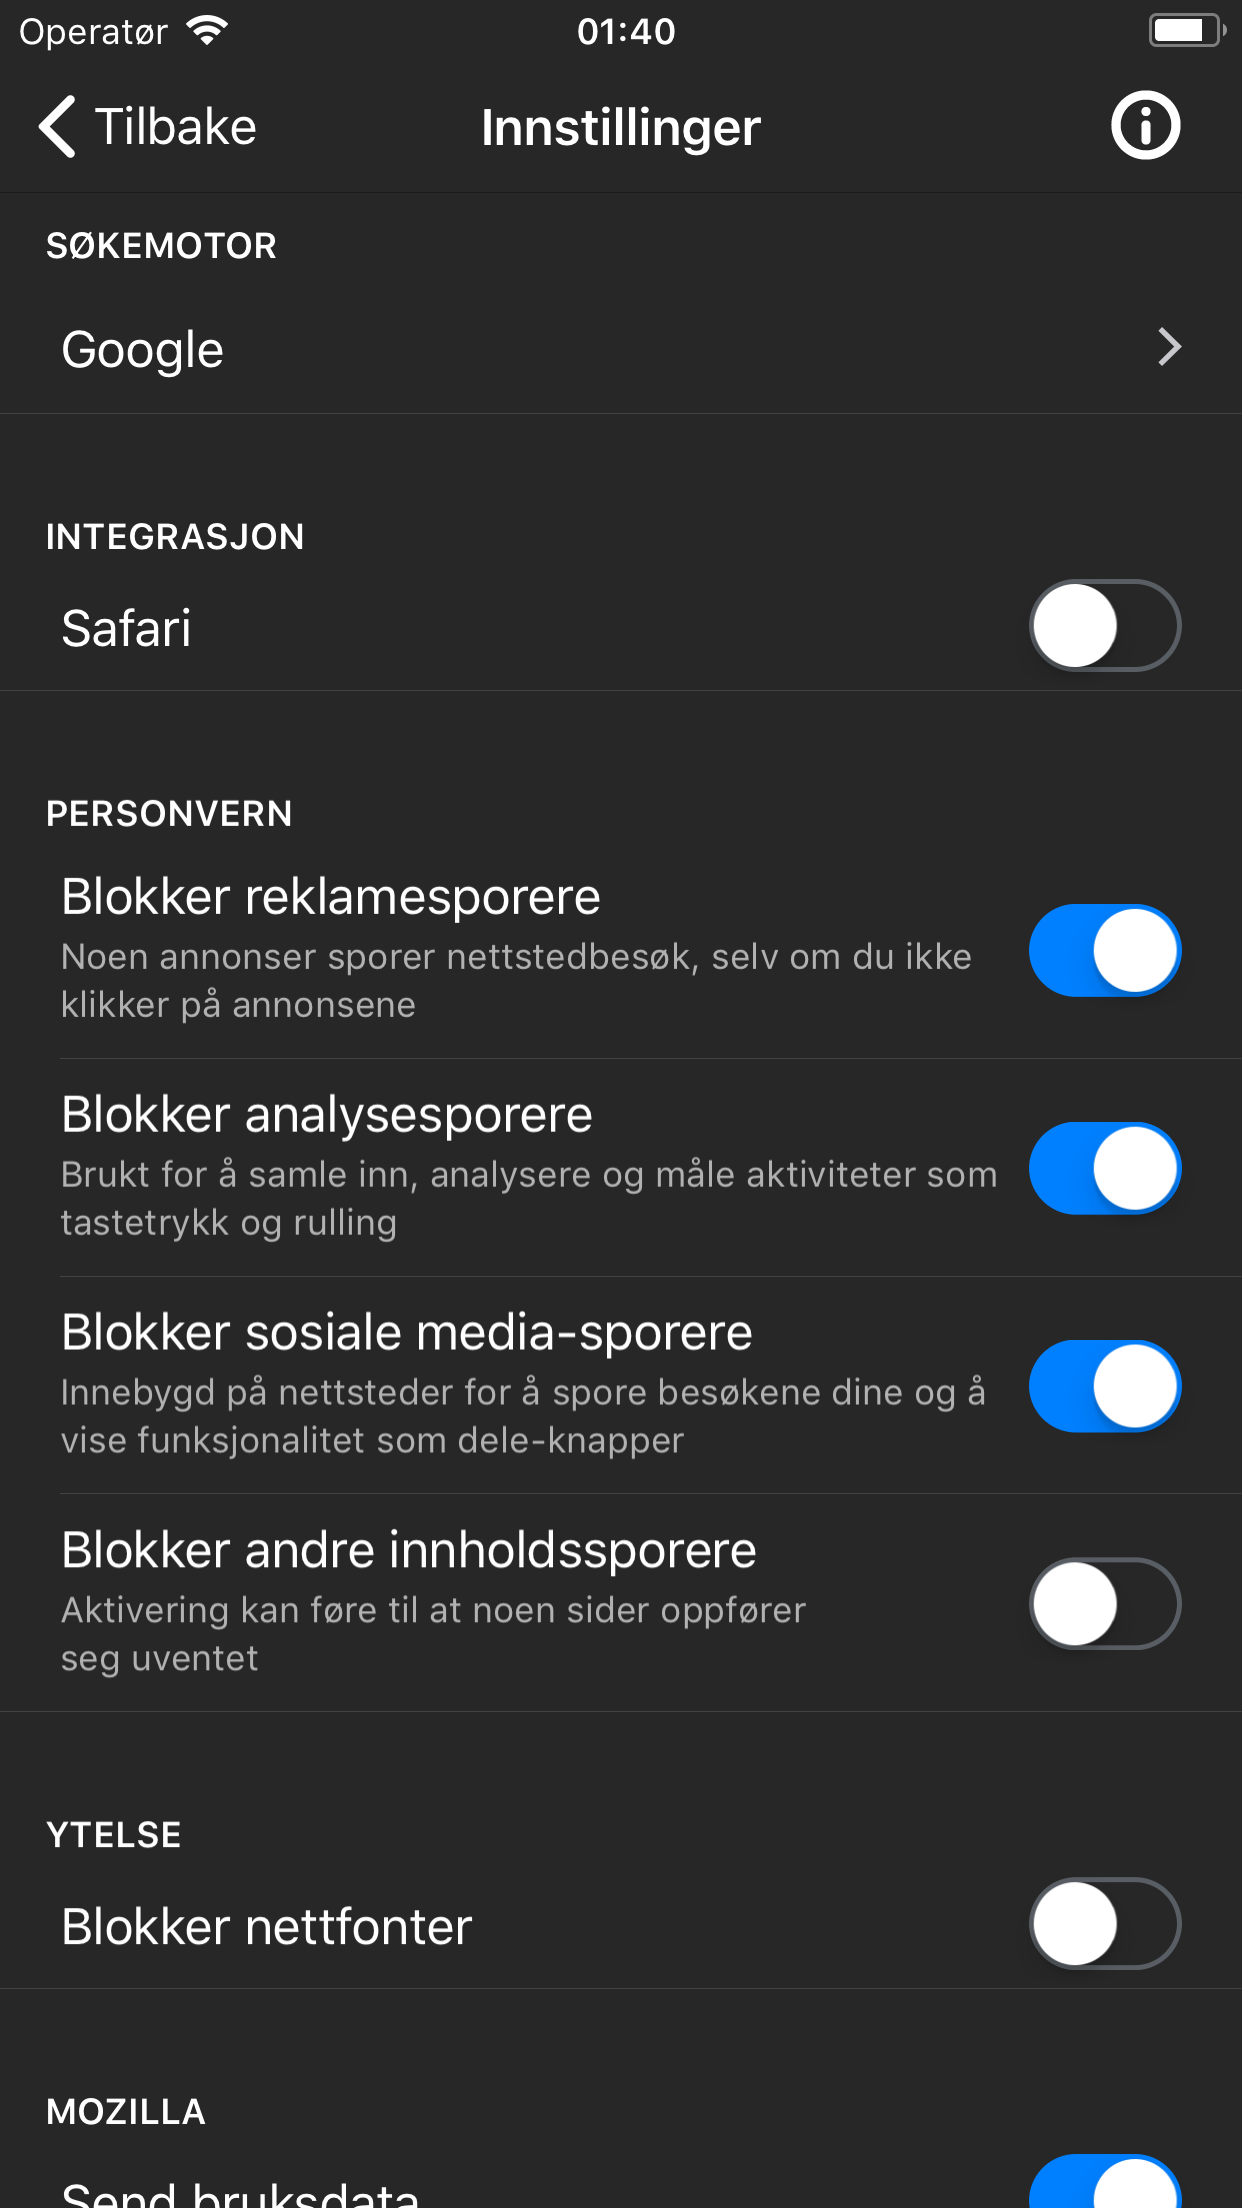 Operatør
01:40
Tilbake
Innstillinger
SØKEMOTOR
Google
INTEGRASJON
Safari
PERSONVERN
Blokker reklamesporere
Noen annonser sporer nettstedbesøk, selv om du ikke
klikker på annonsene
Blokker analysesporere
Brukt for å samle inn, analysere og måle aktiviteter som
tastetrykk og rulling
Blokker sosiale media-sporere
Innebygd på nettsteder for å spore besøkene dine og å
vise funksjonalitet som dele-knapper
Blokker andre innholdssporere
Aktivering kan føre til at noen sider oppfører
seg uventet
YTELSE
Blokker nettfonter
MOZILLA
Send bruksdata